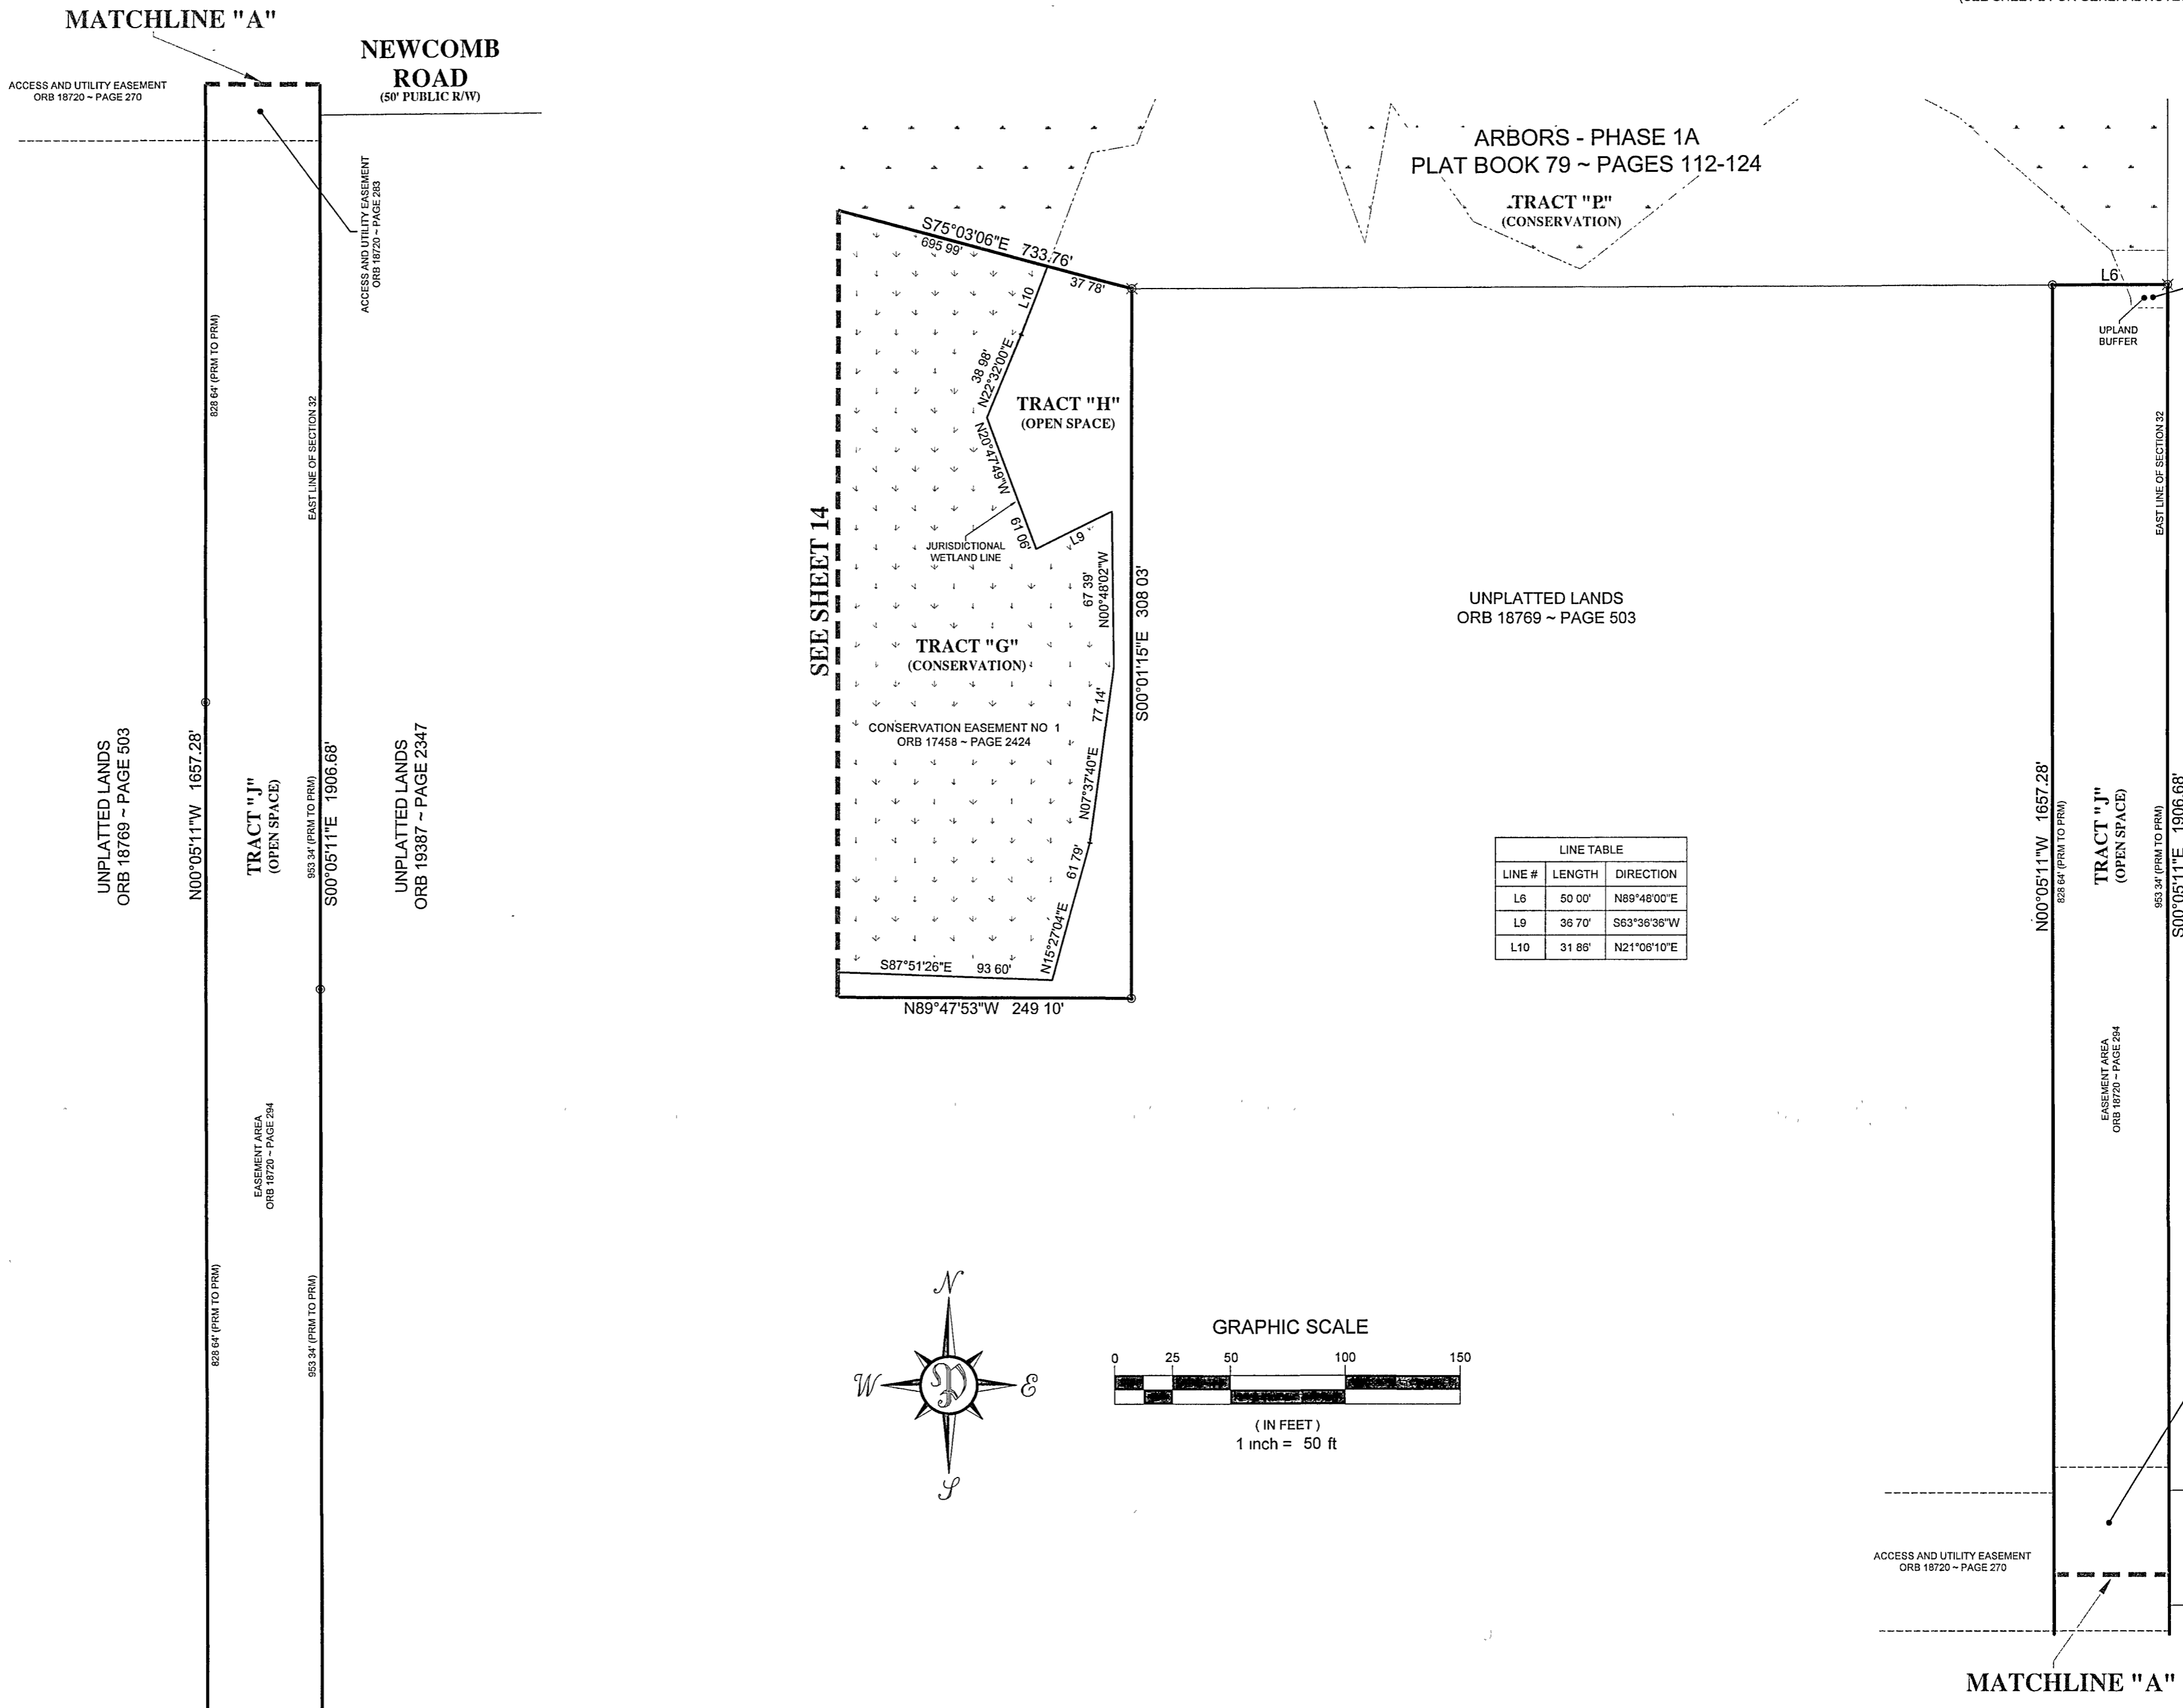 MATCHLINE "A"
NEWCOMB
ROAD
(50' PUBLIC R/W)
ACCESS AND UTILITY EASEMENT
ORB 18720 ~ PAGE 270
ACCESS AND UTILITY EASEMENT
ORB 18720 ~ PAGE 283
828 64' (PRM TO PRM)
EAST LINE OF SECTION 32
UNPLATTED LANDS
ORB 18769 ~ PAGE 503
N00°05'11"W 1657.28'
TRACT "J"
(OPEN SPACE)
953 34' (PRM TO PRM)
S00°05'11"E 1906.68'
UNPLATTED LANDS
ORB 19387 ~ PAGE 2347
EASEMENT AREA
ORB 18720 ~ PAGE 294
828 64' (PRM TO PRM)
953 34' (PRM TO PRM)
ARBORS - PHASE 1A
PLAT BOOK 79 ~ PAGES 112-124
TRACT "P"
(CONSERVATION)
S75°03'06"E 733.76'
695 99'
37 78'
L10
38 98'
N22°32'00"E
TRACT "H"
(OPEN SPACE)
N20°47'49"W
61 06'
L9
JURISDICTIONAL
WETLAND LINE
SEE SHEET 14
67 39'
N00°48'02"W
S00°01'15"E 308 03'
TRACT "G"
(CONSERVATION)
77 14'
N07°37'40"E
CONSERVATION EASEMENT NO 1
ORB 17458 ~ PAGE 2424
61 79'
N15°27'04"E
S87°51'26"E 93 60'
N89°47'53"W 249 10'
UNPLATTED LANDS
ORB 18769 ~ PAGE 503
LINE TABLE
LINE # LENGTH DIRECTION
L6 50 00' N89°48'00"E
L9 36 70' S63°36'36"W
L10 31 86' N21°06'10"E
N
W
E
S
GRAPHIC SCALE
0 25 50 100 150
( IN FEET )
1 inch = 50 ft
L6
UPLAND
BUFFER
EAST LINE OF SECTION 32
N00°05'11"W 1657.28'
828 64' (PRM TO PRM)
TRACT "J"
(OPEN SPACE)
953 34' (PRM TO PRM)
S00°05'11"E 1906.68'
EASEMENT AREA
ORB 18720 ~ PAGE 294
ACCESS AND UTILITY EASEMENT
ORB 18720 ~ PAGE 270
MATCHLINE "A"